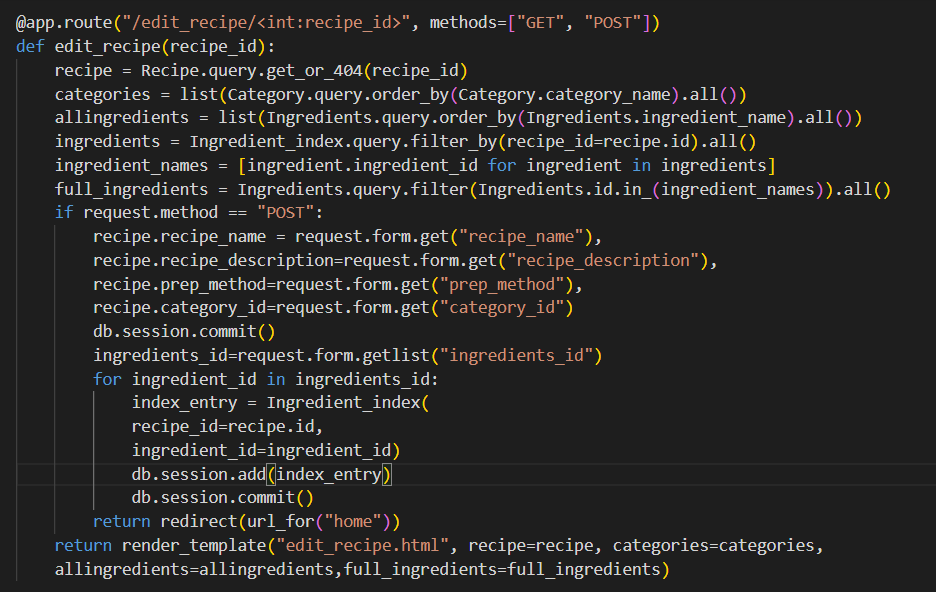 @app.route("/edit_recipe/<int:recipe_id>", methods=["GET", "POST"])
def edit_recipe(recipe_id):
    recipe = Recipe.query.get_or_404(recipe_id)
    categories = list(Category.query.order_by(Category.category_name).all())
    allingredients = list(Ingredients.query.order_by(Ingredients.ingredient_name).all())
    ingredients = Ingredient_index.query.filter_by(recipe_id=recipe.id).all()
    ingredient_names = [ingredient.ingredient_id for ingredient in ingredients]
    full_ingredients = Ingredients.query.filter(Ingredients.id.in_(ingredient_names)).all()
    if request.method == "POST":
        recipe.recipe_name = request.form.get("recipe_name"),
        recipe.recipe_description=request.form.get("recipe_description"),
        recipe.prep_method=request.form.get("prep_method"),
        recipe.category_id=request.form.get("category_id")
        db.session.commit()
        ingredients_id=request.form.getlist("ingredients_id")
        for ingredient_id in ingredients_id:
            index_entry = Ingredient_index(
            recipe_id=recipe.id,
            ingredient_id=ingredient_id)
            db.session.add(index_entry)
            db.session.commit()
        return redirect(url_for("home"))
    return render_template("edit_recipe.html", recipe=recipe, categories=categories,
    allingredients=allingredients,full_ingredients=full_ingredients)